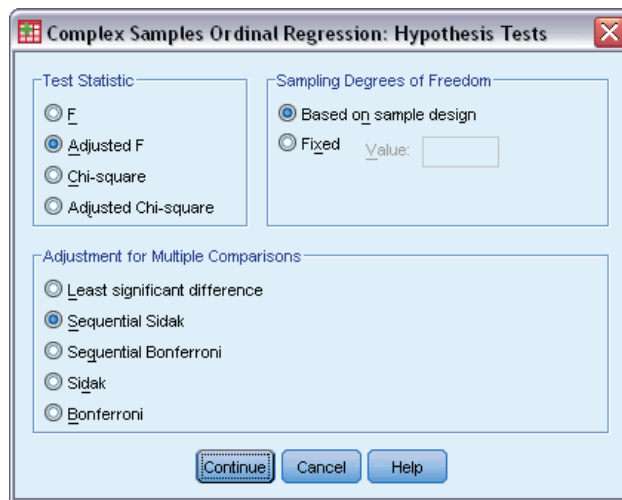 Complex Samples Ordinal Regression: Hypothesis Tests
Test Statistic
F
Adjusted F
Chi-square
Adjusted Chi-square
Sampling Degrees of Freedom
Based on sample design
Fixed Value:
Adjustment for Multiple Comparisons
Least significant difference
Sequential Sidak
Sequential Bonferroni
Sidak
Bonferroni
Continue Cancel Help